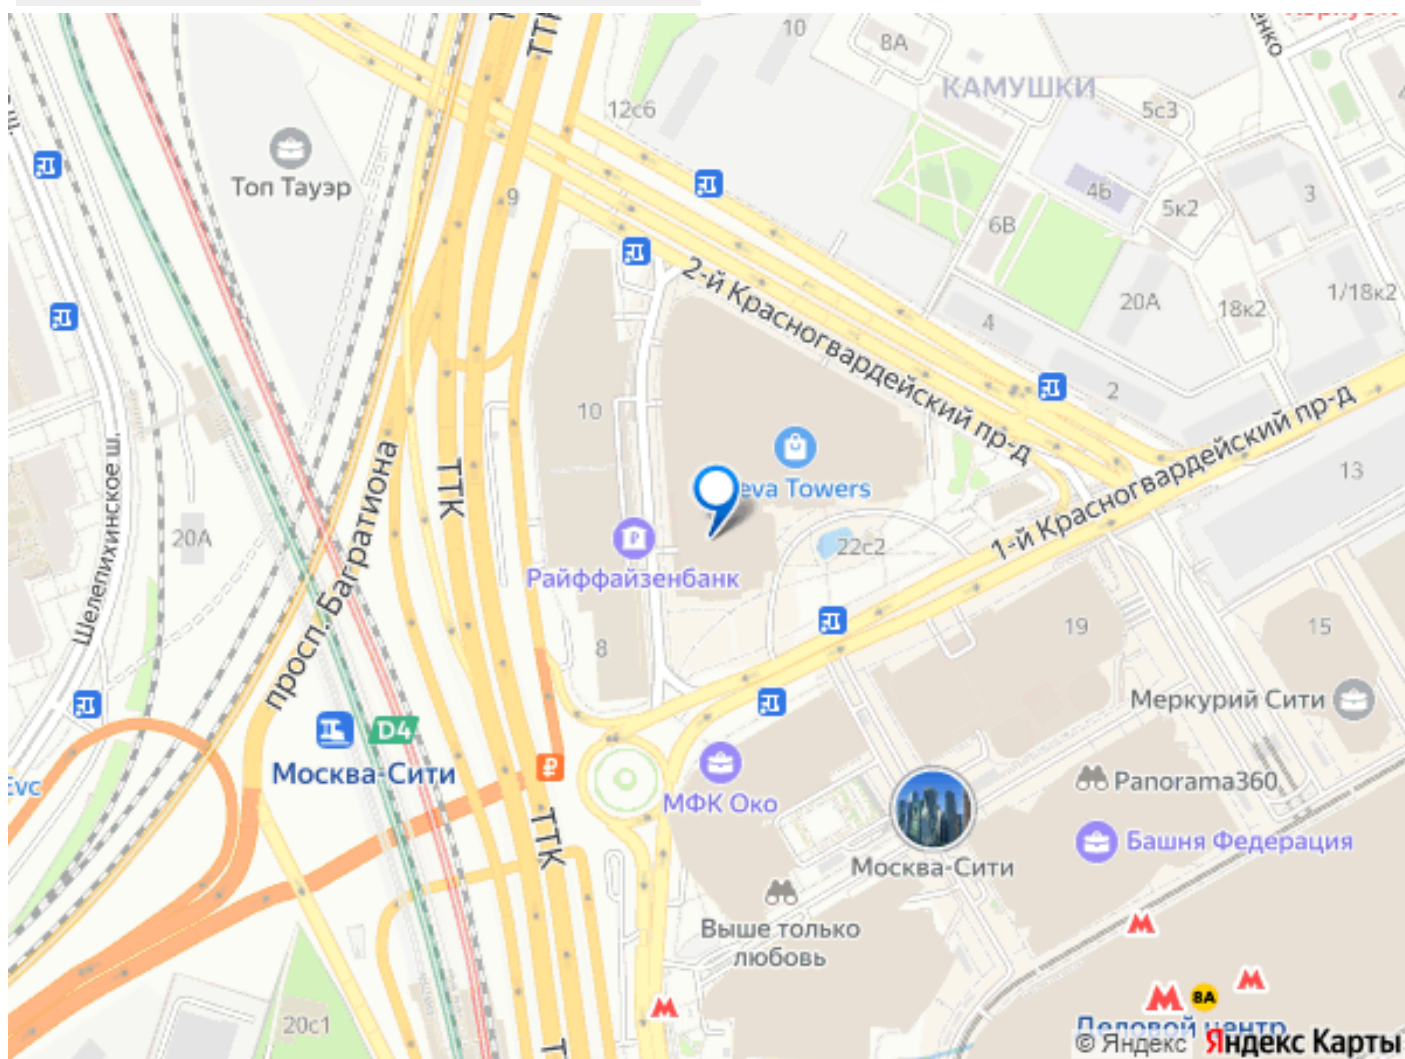 10
8А
КАМУШКИ
12с6
5с3
ТТК
Топ Тауэр
4Б
3
5к2
9
6В
2-й Красногвардейский пр-д
20А
1/18к2
18к2
4
2
10
1-й Красногвардейский пр-д
ТТК
13
eva Towers
20А
22с2
Райффайзенбанк
Шелепихинское ш.
просп. Багратиона
8
19
15
Меркурий Сити
D4
Москва-Сити
₽
МФК Око
Panorama360
ТТК
Башня Федерация
Москва-Сити
Выше только
любовь
8А
20с1
Деловой центр
© Яндекс Яндекс Карты